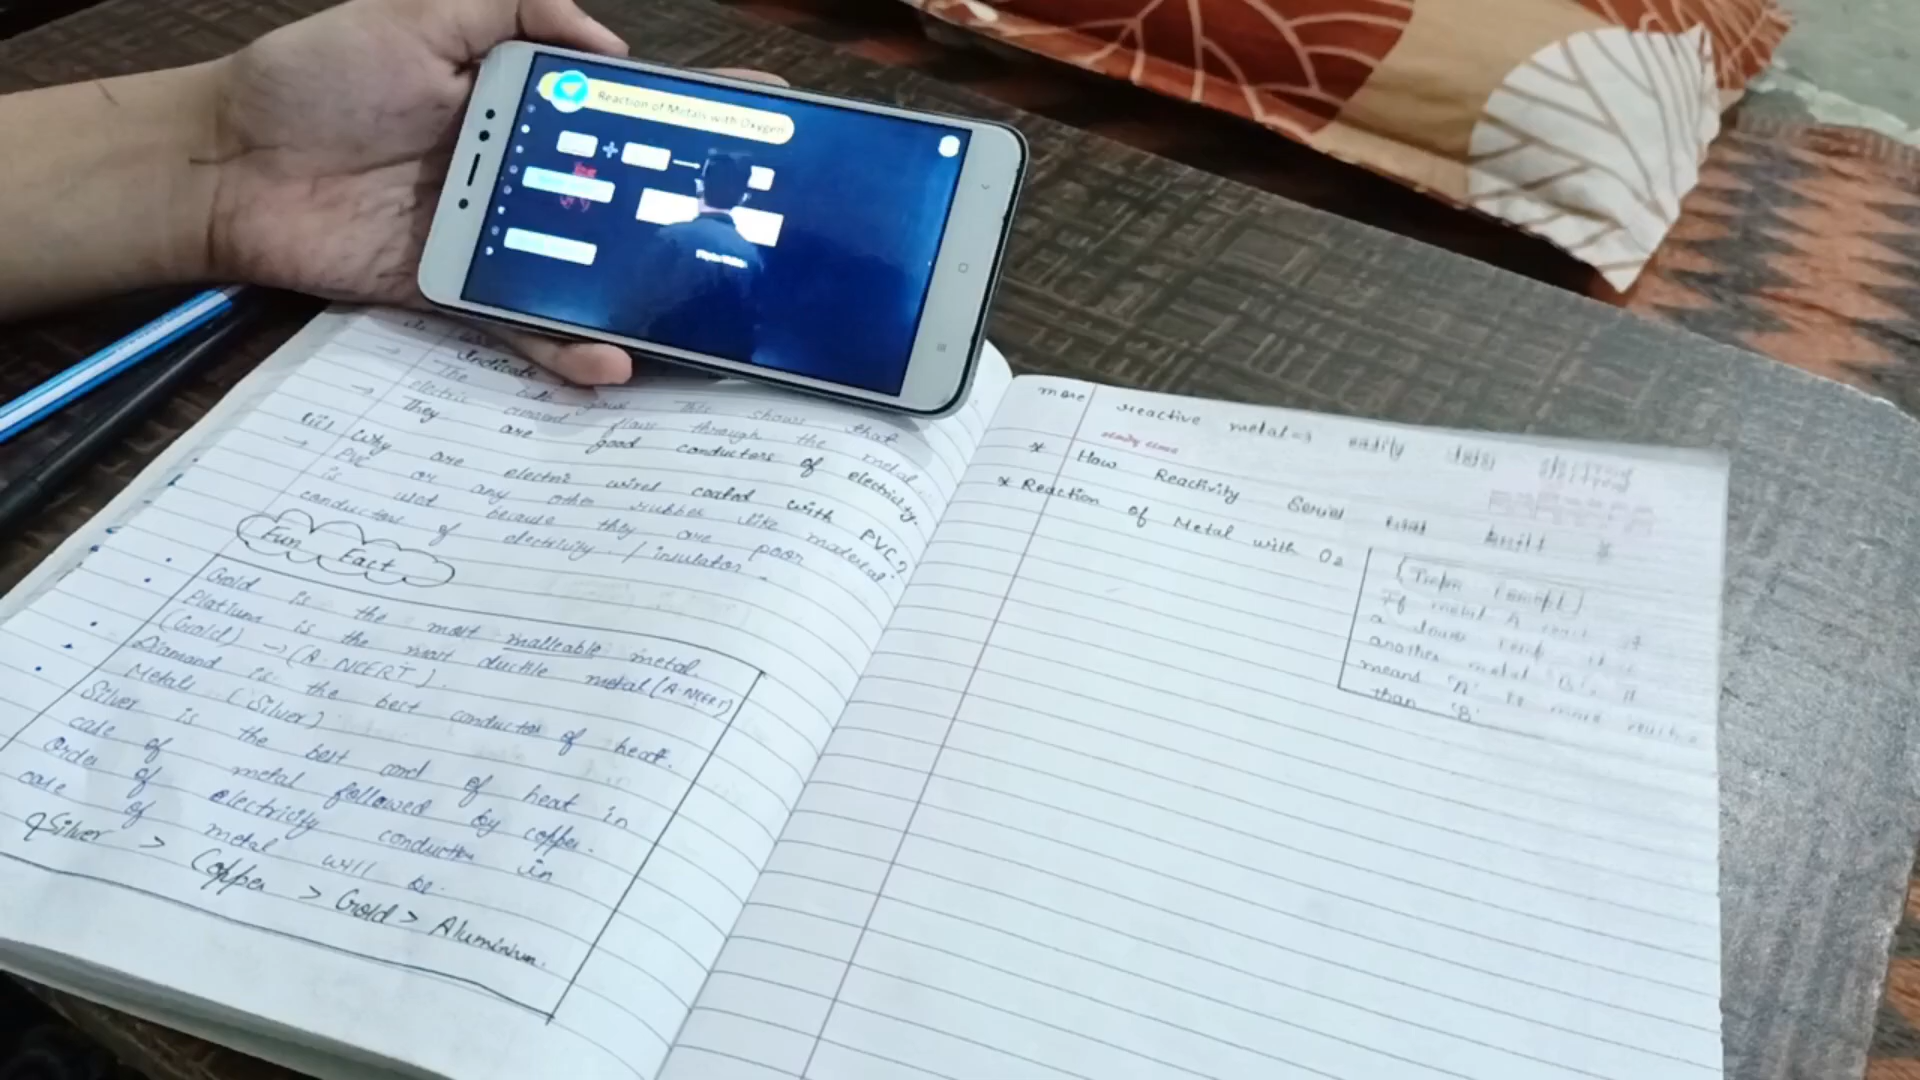 Reaction of Metals with Oxygen
Indicate
→ The bulb glows This shows that
electric current flows through the metal.
→ They are good conductors of electricity.
(iii) Why are electric wires coated with PVC?
→ PVC or any other rubber like material
is used because they are poor
conductors of electricity. / insulator.
Fun Fact
Gold is the most malleable metal.
Platium is the most ductile metal (A.NCERT)
(Gold) → (A.NCERT).
Diamond is the best conductor of heat.
Metals (Silver)
Silver is the best cond of heat in
case of metal followed by copper.
Order of electricity conduction in
case of metal will be.
Silver > Copper > Gold > Aluminium.
more reactive metal ⇒ eadily
* How Reactivity Series
* Reaction of Metal with O2
If metal A
a
another metal 'B'. It
means 'A' is more
than 'B'